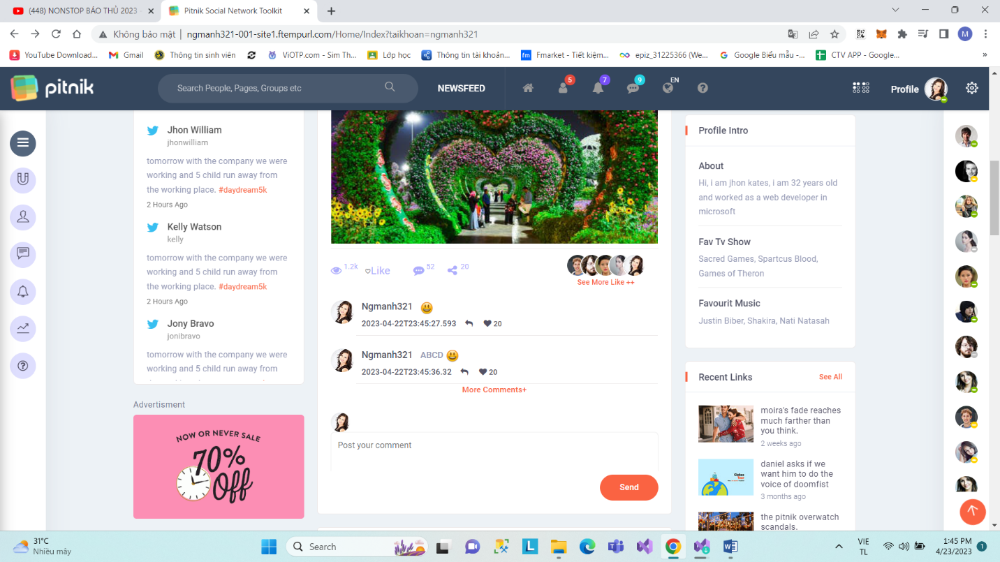 (448) NONSTOP BÁO THỦ 2023
Pitnik Social Network Toolkit
Không bảo mật | ngmanh321-001-site1.ftempurl.com/Home/Index?taikhoan=ngmanh321
M
YouTube Download...
Gmail
Thông tin sinh viên
ViOTP.com - Sim Th...
Lớp học
Thông tin tài khoản...
fm
Fmarket - Tiết kiệm...
epiz_31225366 (We...
Google Biểu mẫu -...
CTV APP - Google...
»
pitnik
Search People, Pages, Groups etc
NEWSFEED
5
7
9
EN
Profile
Jhon William
jhonwilliam
tomorrow with the company we were
working and 5 child run away from
the working place. #daydream5k
2 Hours Ago
Kelly Watson
kelly
tomorrow with the company we were
working and 5 child run away from
the working place. #daydream5k
2 Hours Ago
Jony Bravo
jonibravo
tomorrow with the company we were
working and 5 child run away from
Advertisment
NOW OR NEVER SALE
70%
Off
1.2k
Like
52
20
See More Like ++
Ngmanh321
2023-04-22T23:45:27.593
20
Ngmanh321 ABCD
2023-04-22T23:45:36.32
20
More Comments+
Post your comment
Send
Profile Intro
About
Hi, i am jhon kates, i am 32 years old
and worked as a web developer in
microsoft
Fav Tv Show
Sacred Games, Spartcus Blood,
Games of Theron
Favourit Music
Justin Biber, Shakira, Nati Natasah
Recent Links
See All
moira's fade reaches
much farther than
you think.
2 weeks ago
daniel asks if we
want him to do the
voice of doomfist
3 months ago
the pitnik overwatch
scandals.
31°C
Nhiều mây
Search
VIE
TL
1:45 PM
4/23/2023
1